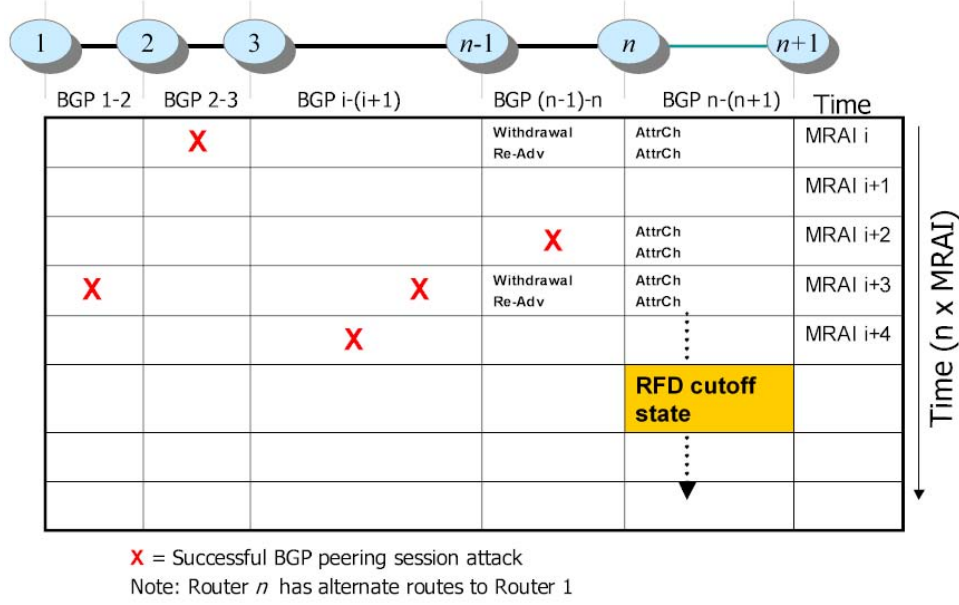 1 2 3 n-1 n n+1
BGP 1-2 BGP 2-3 BGP i-(i+1) BGP (n-1)-n BGP n-(n+1) Time
X Withdrawal AttrCh MRAI i
Re-Adv AttrCh
MRAI i+1
X AttrCh MRAI i+2
AttrCh
X X Withdrawal AttrCh MRAI i+3
Re-Adv AttrCh
X MRAI i+4
RFD cutoff
state
Time (n x MRAI)
X = Successful BGP peering session attack
Note: Router n has alternate routes to Router 1